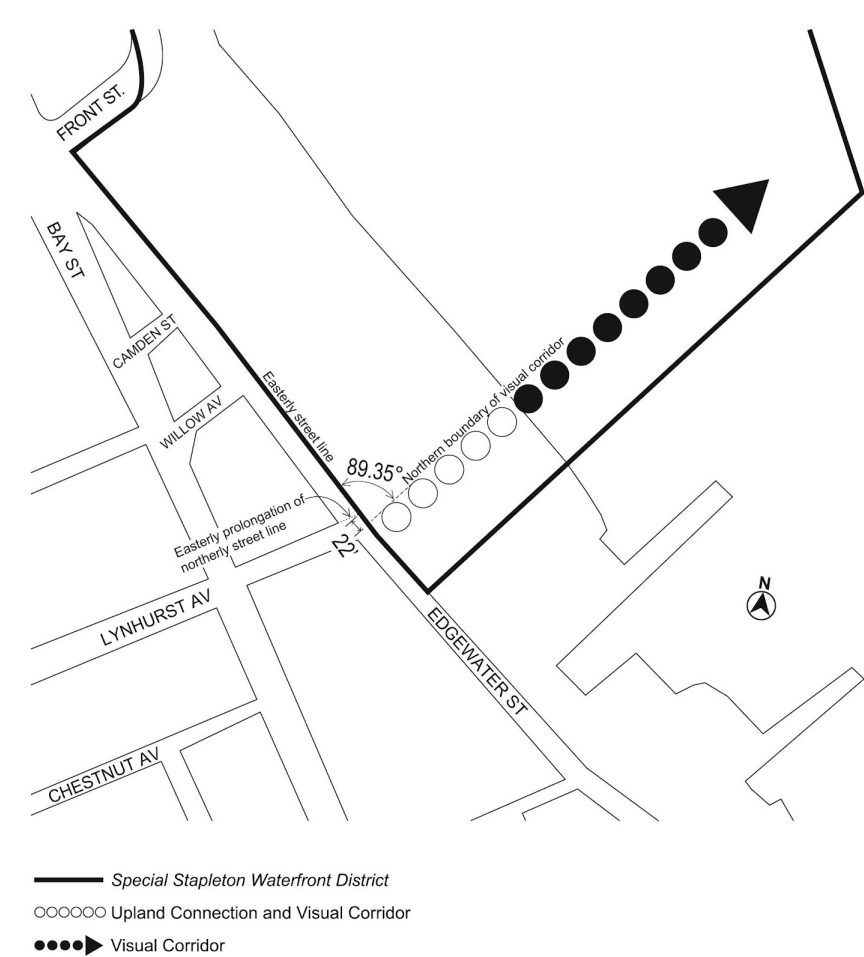 FRONT ST.
BAY ST
CAMDEN ST
WILLOW AV
Easterly street line
Northern boundary of visual corridor
89.35°
Easterly prolongation of
northerly street line
22'
LYNHURST AV
N
EDGEWATER ST
CHESTNUT AV
Special Stapleton Waterfront District
Upland Connection and Visual Corridor
Visual Corridor